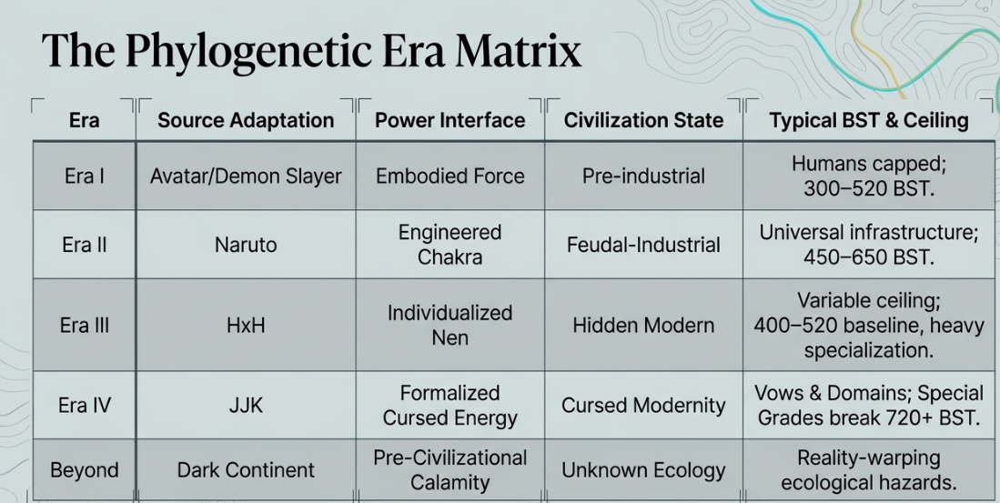 The Phylogenetic Era Matrix
Era
Source Adaptation
Power Interface
Civilization State
Typical BST & Ceiling
Era I
Avatar/Demon Slayer
Embodied Force
Pre-industrial
Humans capped;
300–520 BST.
Era II
Naruto
Engineered
Chakra
Feudal-Industrial
Universal infrastructure;
450–650 BST.
Era III
HxH
Individualized
Nen
Hidden Modern
Variable ceiling;
400–520 baseline, heavy
specialization.
Era IV
JJK
Formalized
Cursed Energy
Cursed Modernity
Vows & Domains; Special
Grades break 720+ BST.
Beyond
Dark Continent
Pre-Civilizational
Calamity
Unknown Ecology
Reality-warping
ecological hazards.